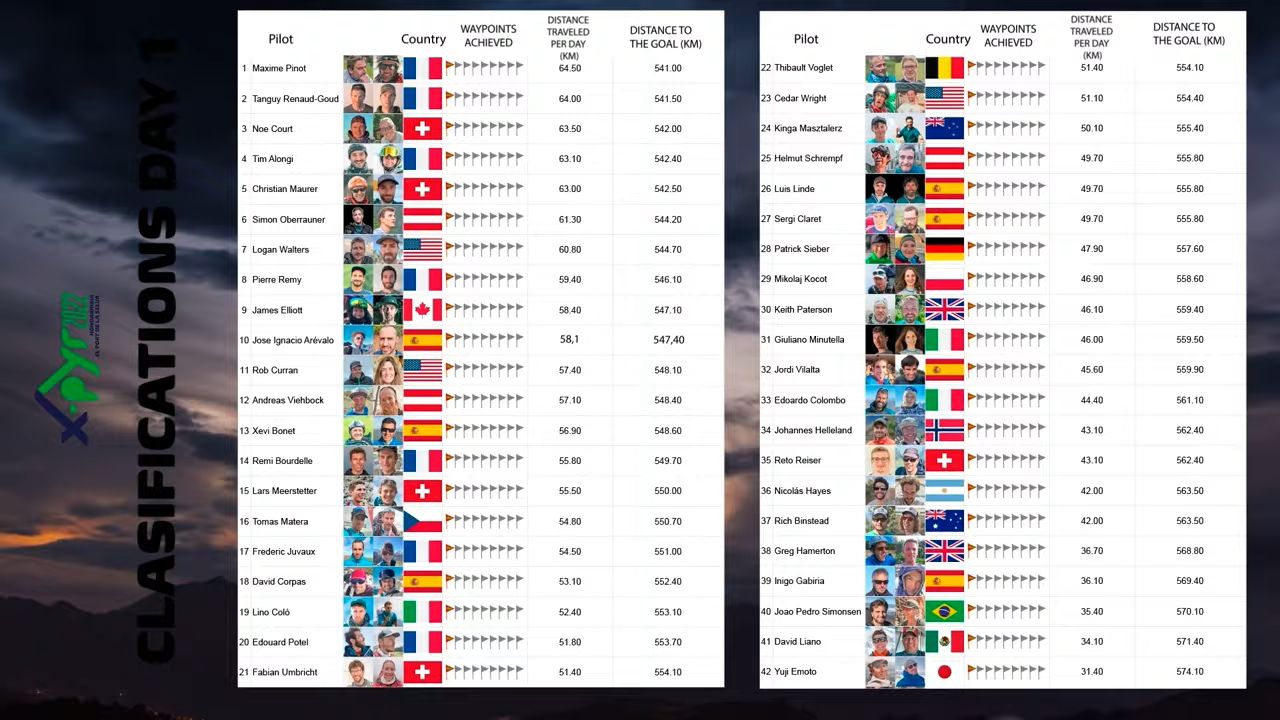 CLASIFICATIONS DAY 1
X-Pyr2022
HONDARRIBIA
EL PORT DE LA SELVA
Pilot Country WAYPOINTS ACHIEVED DISTANCE TRAVELED PER DAY (KM) DISTANCE TO THE GOAL (KM)
1 Maxime Pinot 64.50 541.00
Tanguy Renaud-Goud 64.00 541.50
3 Noe Court 63.50 542.00
4 Tim Alongi 63.10 542.40
5 Christian Maurer 63.00 542.50
6 Simon Oberrauner 61.30 544.20
7 Logan Walters 60.80 544.70
8 Pierre Remy 59.40 546.10
9 James Elliott 58.40 547.10
10 Jose Ignacio Arévalo 58,1 547,40
11 Rob Curran 57.40 548.10
12 Andreas Viehbock 57.10 548.40
13 Xevi Bonet 56.90 548.60
14 Remi Bourdelle 55.80 549.70
15 Lars Meerstetter 55.50 550.00
16 Tomas Matera 54.80 550.70
17 Frederic Juvaux 54.50 551.00
18 David Corpas 53.10 552.40
19 Lino Coló 52.40 553.10
20 Edouard Potel 51.80 553.70
21 Fabian Umbricht 51.40 554.10
Pilot Country WAYPOINTS ACHIEVED DISTANCE TRAVELED PER DAY (KM) DISTANCE TO THE GOAL (KM)
22 Thibault Voglet 51.40 554.10
23 Cedar Wright 51.10 554.40
24 Kinga Masztalerz 50.10 555.40
25 Helmut Schrempf 49.70 555.80
26 Luis Linde 49.70 555.80
27 Sergi Claret 49.70 555.80
28 Patrick Sieber 47.90 557.60
29 Mikolaj Kocot 46.90 558.60
30 Keith Paterson 46.10 559.40
31 Giuliano Minutella 46.00 559.50
32 Jordi Vilalta 45.60 559.90
33 Edoardo Colombo 44.40 561.10
34 Johannes Helleland 43.10 562.40
35 Reto Reiser 43.10 562.40
36 Nicolás Hayes 42.00 563.50
37 Rich Binstead 42.00 563.50
38 Greg Hamerton 36.70 568.80
39 Inigo Gabiria 36.10 569.40
40 Joao Pedro Simonsen 35.40 570.10
41 David Liano 34.10 571.40
42 Yuji Emoto 31.40 574.10